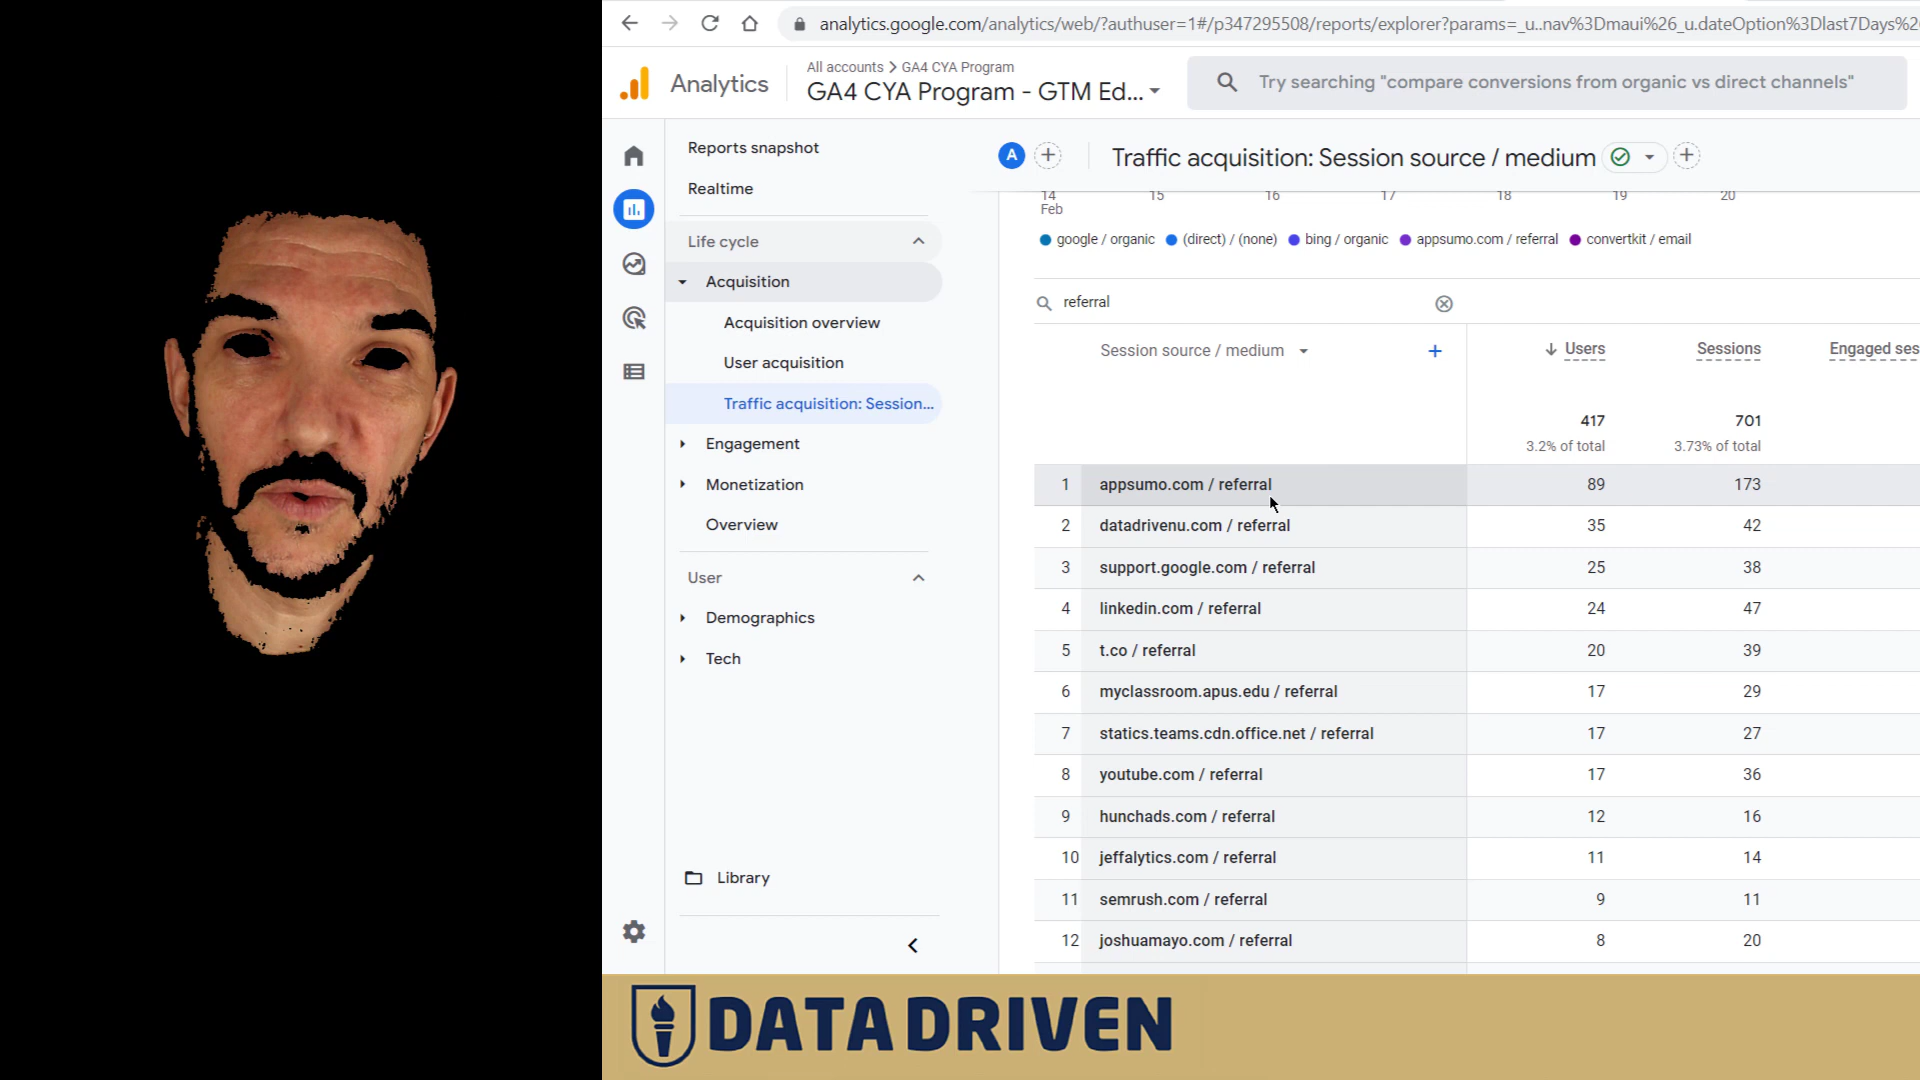 analytics.google.com/analytics/web/?authuser=1#/p347295508/reports/explorer?params=_u..nav%3Dmaui%26_u.dateOption%3Dlast7Days%2
Analytics
All accounts > GA4 CYA Program
GA4 CYA Program - GTM Ed...
Try searching "compare conversions from organic vs direct channels"
Reports snapshot
Realtime
Life cycle
Acquisition
Acquisition overview
User acquisition
Traffic acquisition: Session...
Engagement
Monetization
Overview
User
Demographics
Tech
Library
A
Traffic acquisition: Session source / medium
14 15 16 17 18 19 20
Feb
google / organic (direct) / (none) bing / organic appsumo.com / referral convertkit / email
referral
Session source / medium + Users Sessions Engaged ses
417 701
3.2% of total 3.73% of total
1 appsumo.com / referral 89 173
2 datadrivenu.com / referral 35 42
3 support.google.com / referral 25 38
4 linkedin.com / referral 24 47
5 t.co / referral 20 39
6 myclassroom.apus.edu / referral 17 29
7 statics.teams.cdn.office.net / referral 17 27
8 youtube.com / referral 17 36
9 hunchads.com / referral 12 16
10 jeffalytics.com / referral 11 14
11 semrush.com / referral 9 11
12 joshuamayo.com / referral 8 20
DATA DRIVEN